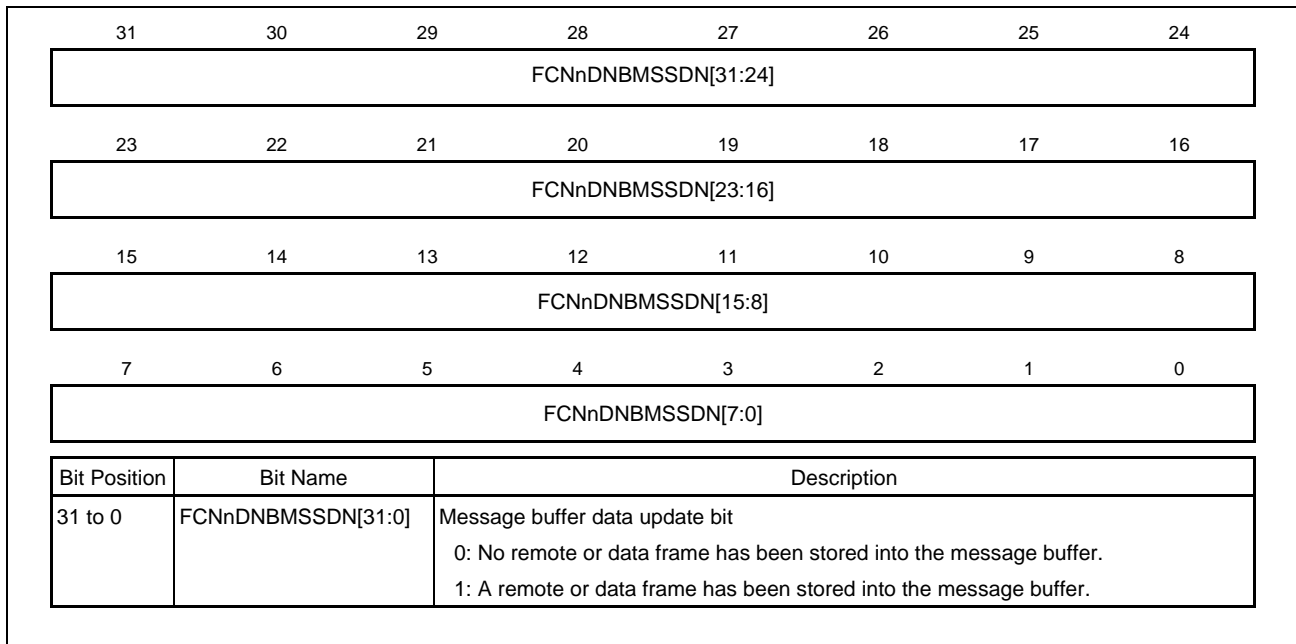 31 30 29 28 27 26 25 24
FCNnDNBMSSDN[31:24]
23 22 21 20 19 18 17 16
FCNnDNBMSSDN[23:16]
15 14 13 12 11 10 9 8
FCNnDNBMSSDN[15:8]
7 6 5 4 3 2 1 0
FCNnDNBMSSDN[7:0]
Bit Position Bit Name Description
31 to 0 FCNnDNBMSSDN[31:0] Message buffer data update bit
0: No remote or data frame has been stored into the message buffer.
1: A remote or data frame has been stored into the message buffer.